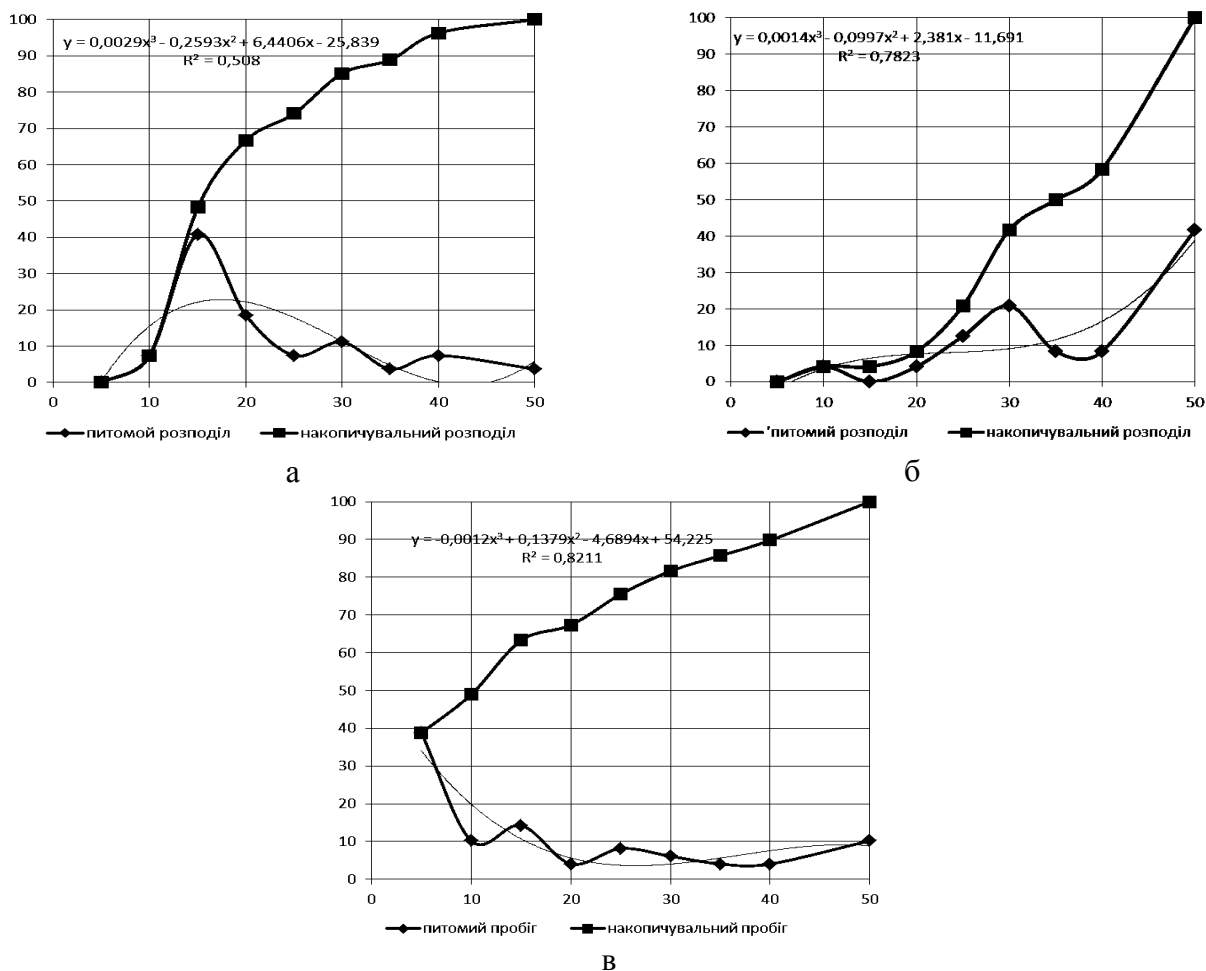 100
90
80
70
60
50
40
30
20
10
0
y = 0,0029x³ - 0,2593x² + 6,4406x - 25,839
R² = 0,508
0 10 20 30 40 50
питомой розподіл накопичувальний розподіл
а
100
90
80
70
60
50
40
30
20
10
0
y = 0,0014x³ - 0,0997x² + 2,381x - 11,691
R² = 0,7823
0 10 20 30 40 50
'питомий розподіл накопичувальний розподіл
б
100
90
80
70
60
50
40
30
20
10
0
y = -0,0012x³ + 0,1379x² - 4,6894x + 54,225
R² = 0,8211
0 10 20 30 40 50
питомий пробіг накопичувальний пробіг
в